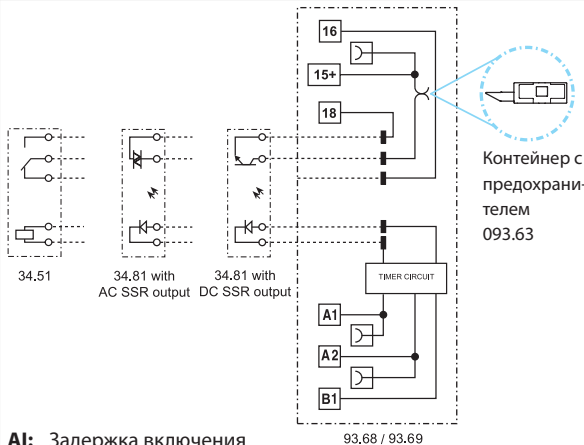 16
15+
18
Контейнер с
предохрани-
телем
093.63
34.51
34.81 with
AC SSR output
34.81 with
DC SSR output
TIMER CIRCUIT
A1
A2
B1
93.68 / 93.69
AI: Задержка включения